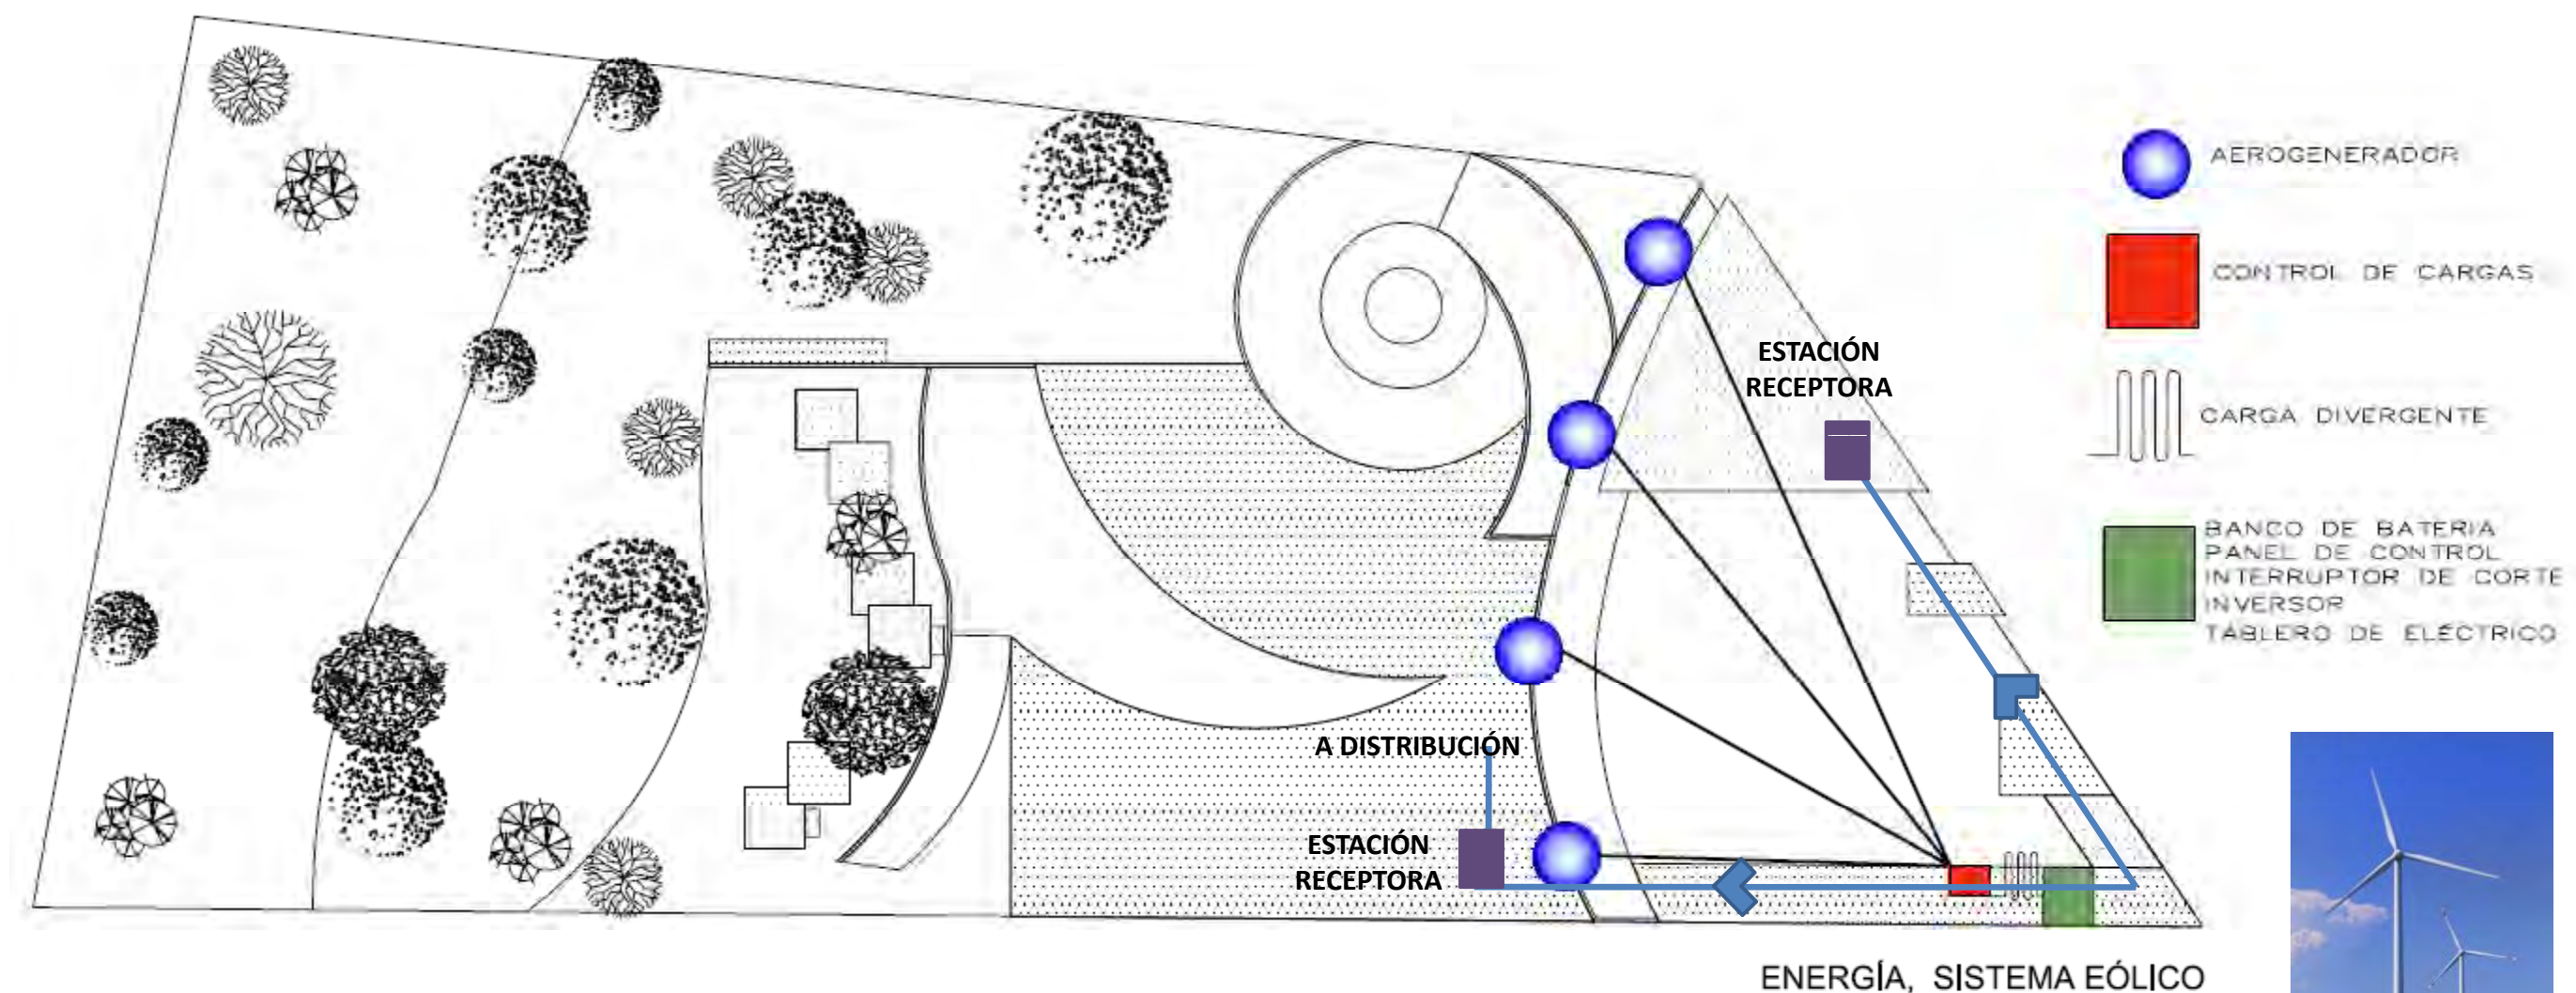 AEROGENERADOR
CONTROL DE CARGAS
CARGA DIVERGENTE
BANCO DE BATERIA
PANEL DE CONTROL
INTERRUPTOR DE CORTE
INVERSOR
TABLERO DE ELÉCTRICO
ESTACIÓN
RECEPTORA
A DISTRIBUCIÓN
ESTACIÓN
RECEPTORA
ENERGÍA, SISTEMA EÓLICO